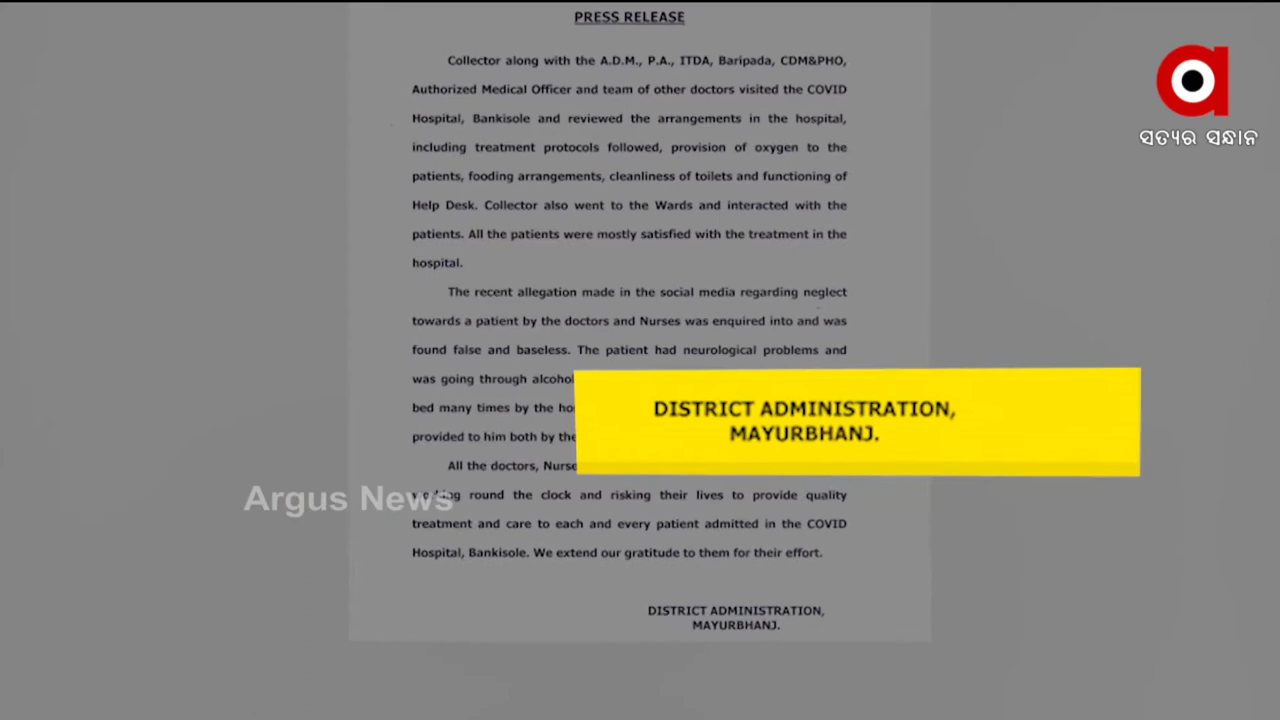 PRESS RELEASE
Collector along with the A.D.M., P.A., ITDA, Baripada, CDM&PHO,
Authorized Medical Officer and team of other doctors visited the COVID
Hospital, Bankisole and reviewed the arrangements in the hospital,
including treatment protocols followed, provision of oxygen to the
patients, fooding arrangements, cleanliness of toilets and functioning of
Help Desk. Collector also went to the Wards and interacted with the
patients. All the patients were mostly satisfied with the treatment in the
hospital.
The recent allegation made in the social media regarding neglect
towards a patient by the doctors and Nurses was enquired into and was
found false and baseless. The patient had neurological problems and
was going through
bed many times by the
provided to him both by the
All the doctors,
round the clock and risking their lives to provide quality
treatment and care to each and every patient admitted in the COVID
Hospital, Bankisole. We extend our gratitude to them for their effort.
DISTRICT ADMINISTRATION,
MAYURBHANJ.
DISTRICT ADMINISTRATION,
MAYURBHANJ.
Argus News
ସତ୍ୟର ସନ୍ଧାନ